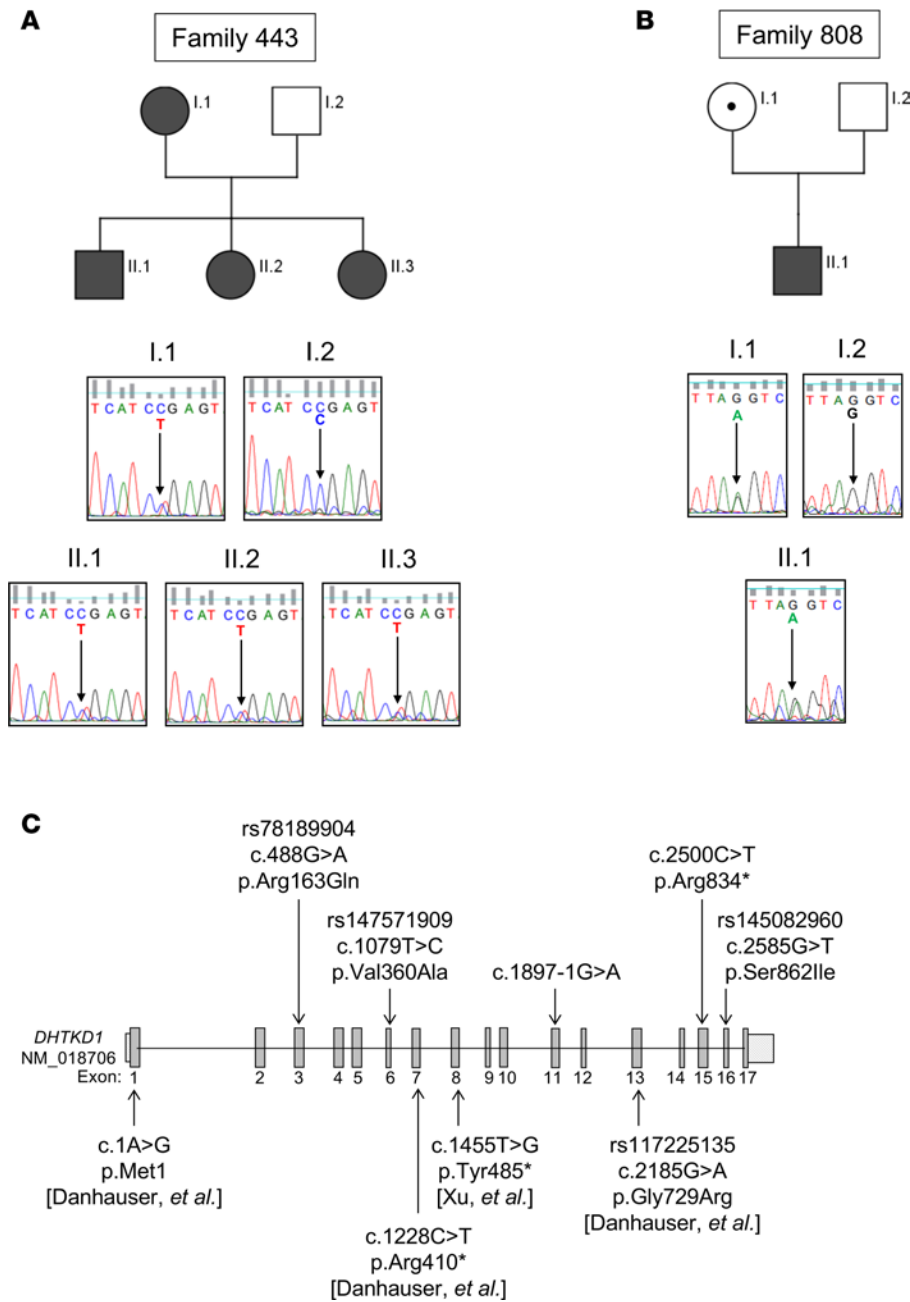 A
Family 443
I.1
I.2
II.1
II.2
II.3
B
Family 808
I.1
I.2
II.1
I.1
I.2
TCATCCGAGT
T
TCATCCGAGT
C
II.1
II.2
II.3
TCATCCGAGT
T
TCATCCGAGT
T
TCATCCGAGT
T
I.1
I.2
TTAGGTC
A
TTAGGTC
G
II.1
TTAGGTC
A
C
rs78189904
c.488G>A
p.Arg163Gln
rs147571909
c.1079T>C
p.Val360Ala
c.1897-1G>A
c.2500C>T
p.Arg834*
rs145082960
c.2585G>T
p.Ser862Ile
DHTKD1
NM_018706
Exon: 1 2 3 4 5 6 7 8 9 10 11 12 13 14 15 16 17
c.1A>G
p.Met1
[Danhauser, et al.]
c.1228C>T
p.Arg410*
[Danhauser, et al.]
c.1455T>G
p.Tyr485*
[Xu, et al.]
rs117225135
c.2185G>A
p.Gly729Arg
[Danhauser, et al.]